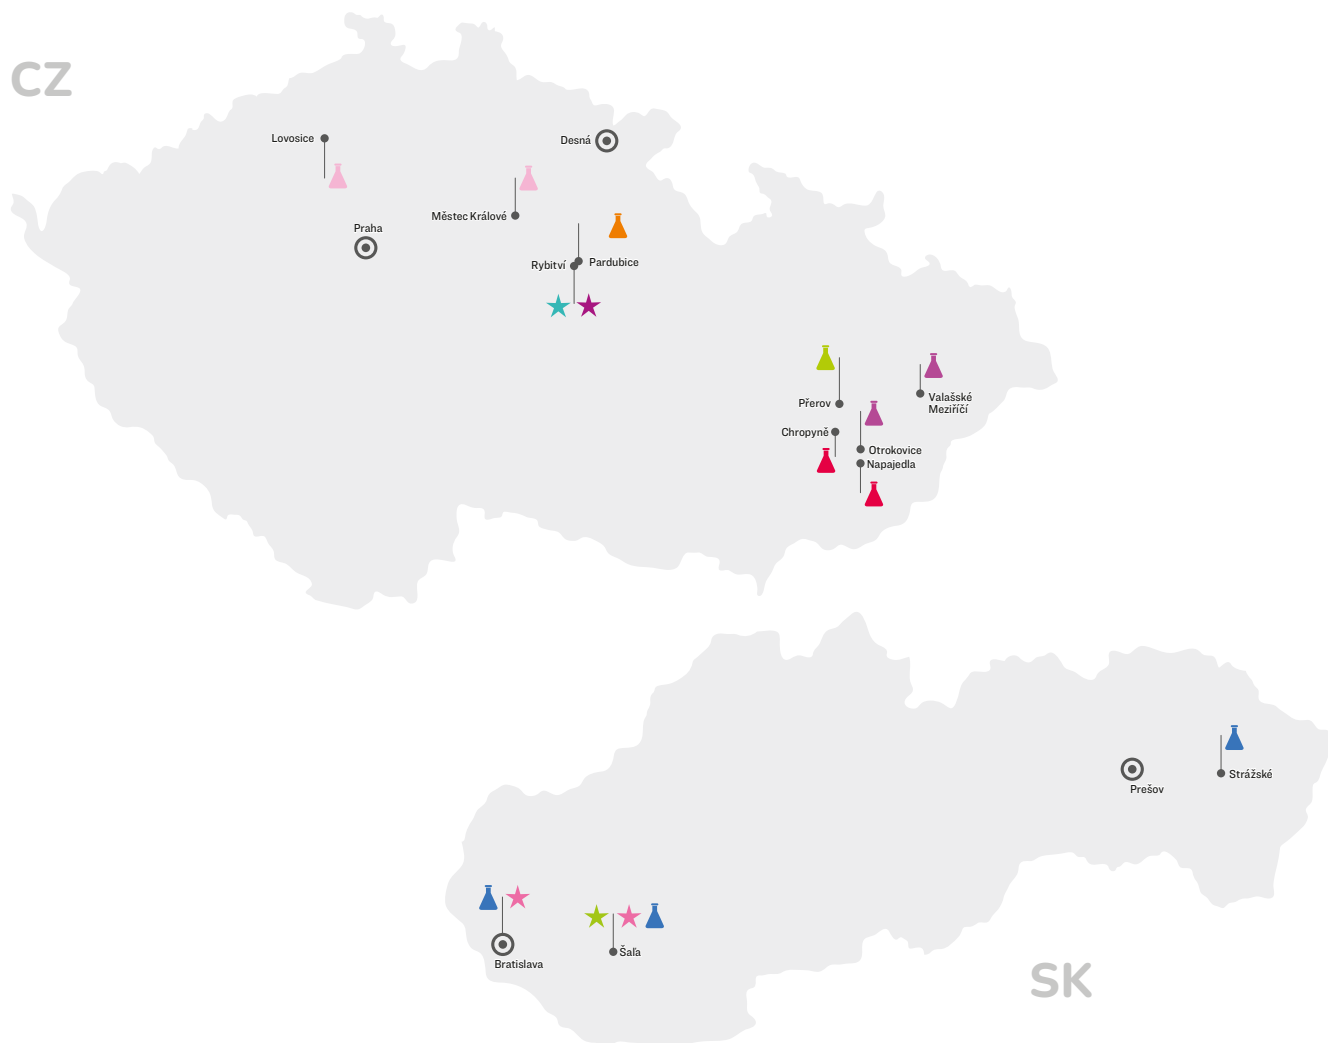 CZ
Lovosice
Desná
Městec Králové
Praha
Rybitví
Pardubice
Přerov
Valašské
Meziříčí
Chropyně
Otrokovice
Napajedla
Prešov
Strážské
Bratislava
Šaľa
SK